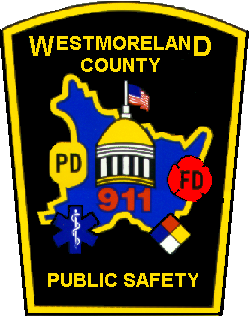 WESTMORELAND
COUNTY
PD
FD
911
PUBLIC SAFETY